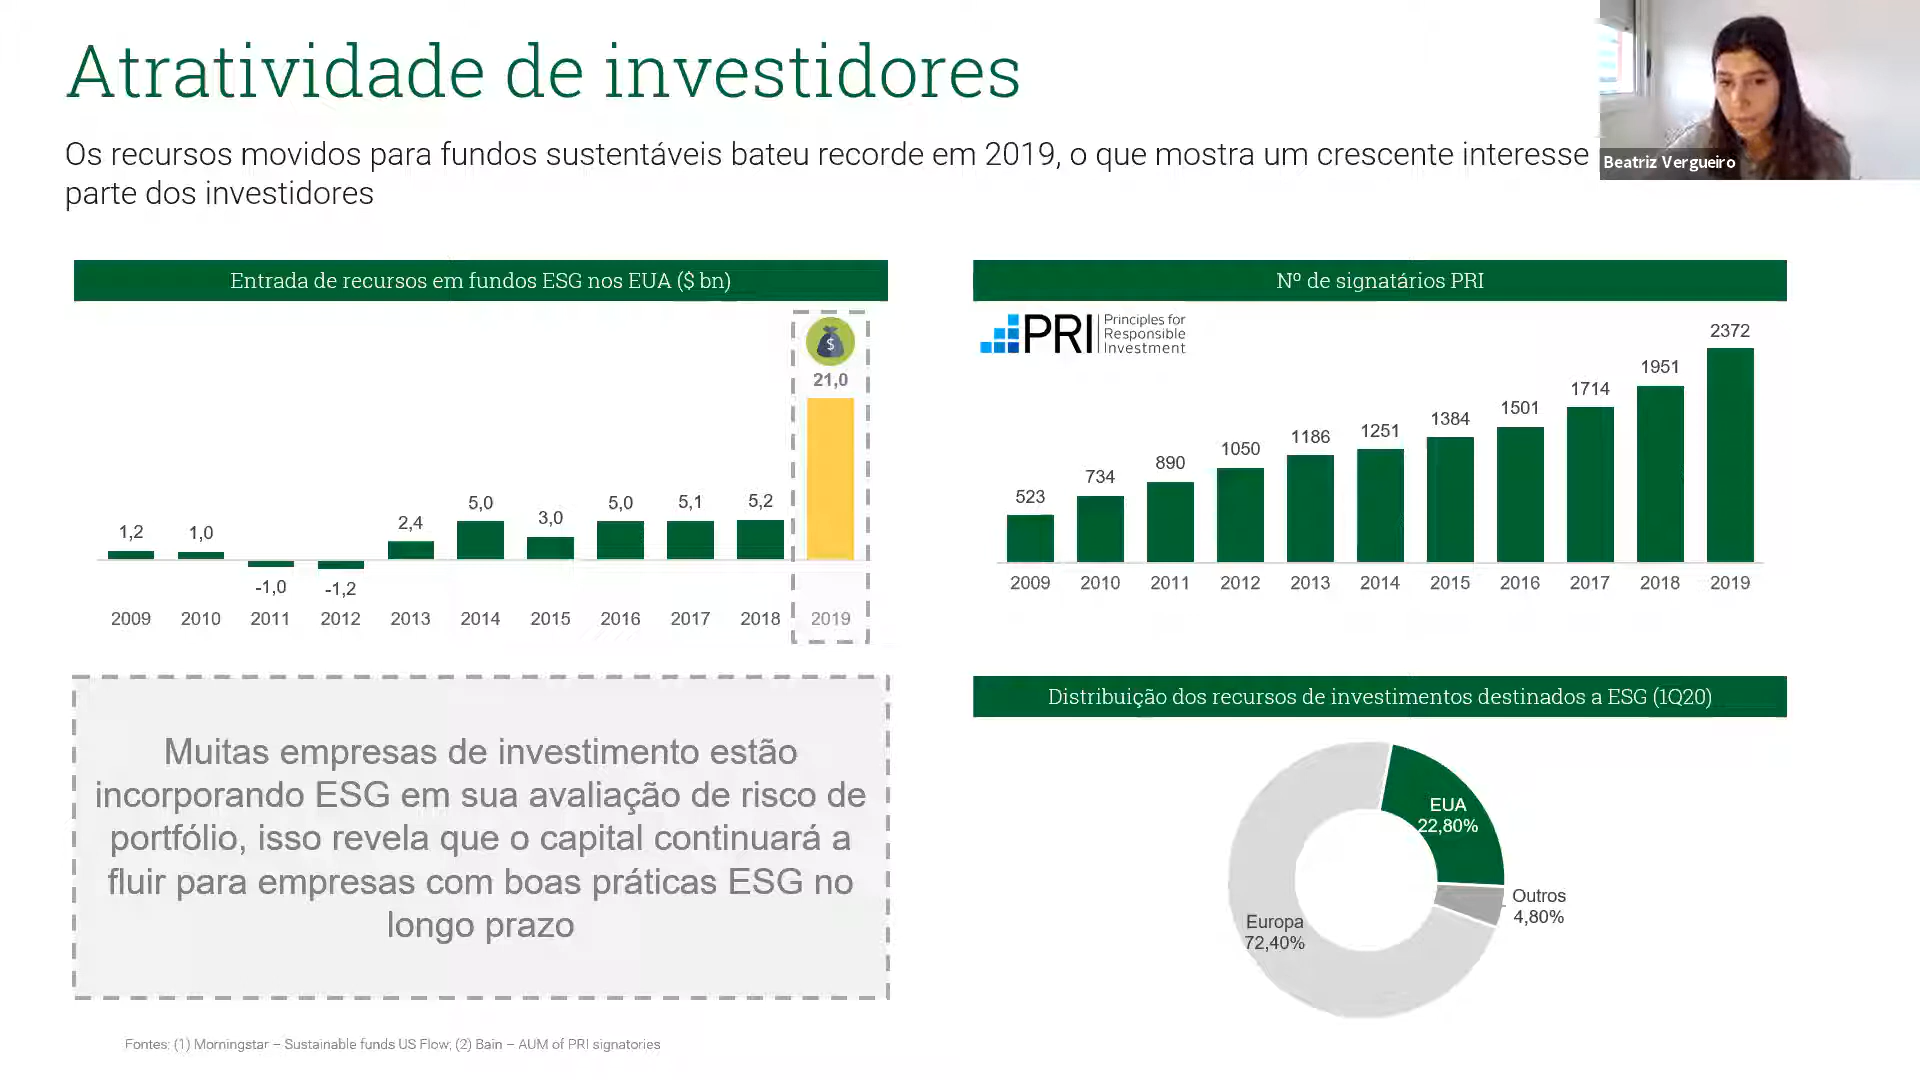 Atratividade de investidores
Os recursos movidos para fundos sustentáveis bateu recorde em 2019, o que mostra um crescente interesse
parte dos investidores
Beatriz Vergueiro
Entrada de recursos em fundos ESG nos EUA ($ bn)
$
21,0
1,2
1,0
-1,0
-1,2
2,4
5,0
3,0
5,0
5,1
5,2
2009 2010 2011 2012 2013 2014 2015 2016 2017 2018 2019
Nº de signatários PRI
PRI
Principles for
Responsible
Investment
523
734
890
1050
1186
1251
1384
1501
1714
1951
2372
2009 2010 2011 2012 2013 2014 2015 2016 2017 2018 2019
Muitas empresas de investimento estão
incorporando ESG em sua avaliação de risco de
portfólio, isso revela que o capital continuará a
fluir para empresas com boas práticas ESG no
longo prazo
Distribuição dos recursos de investimentos destinados a ESG (1Q20)
EUA
22,80%
Outros
4,80%
Europa
72,40%
Fontes: (1) Morningstar – Sustainable funds US Flow; (2) Bain – AUM of PRI signatories